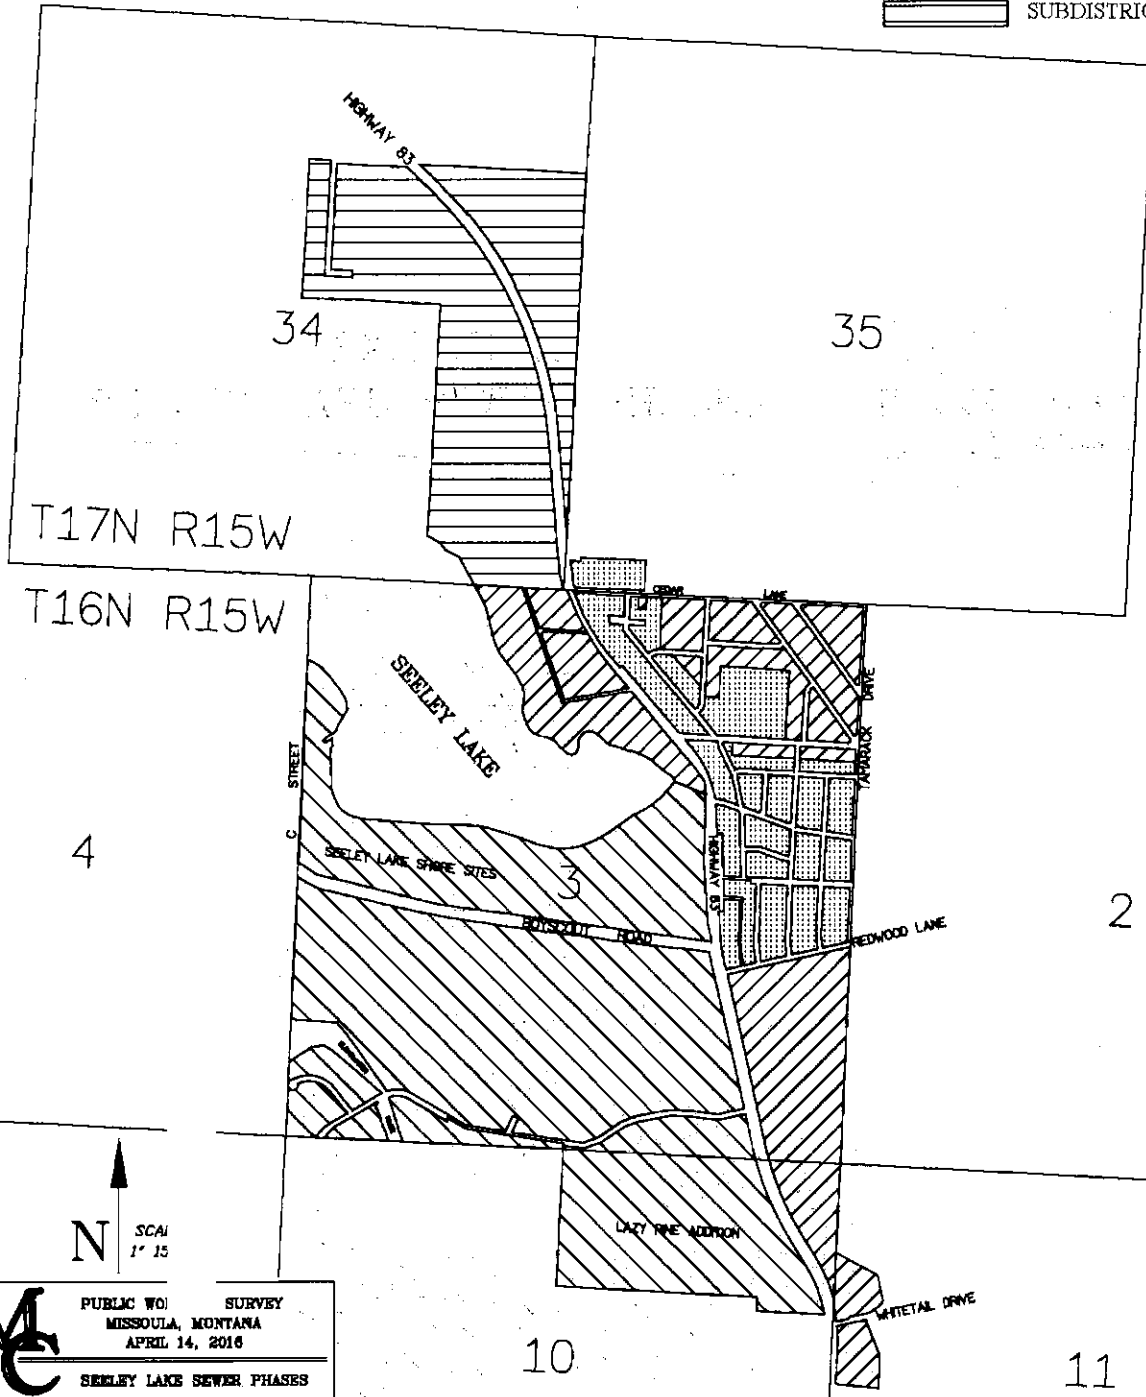 SUBDISTRIC
HIGHWAY 83
34
35
T17N R15W
T16N R15W
CEDAR LANE
SEELEY LAKE
TAMARACK DRIVE
C STREET
4
SEELEY LAKE SHORE SITES
3
HIGHWAY 83
2
BOYSCOUT ROAD
REDWOOD LANE
LAZY PINE ADDITION
N
SCAL
1" 15
WHITETAIL DRIVE
MC
PUBLIC WO SURVEY
MISSOULA, MONTANA
APRIL 14, 2016
SEELEY LAKE SEWER PHASES
10
11